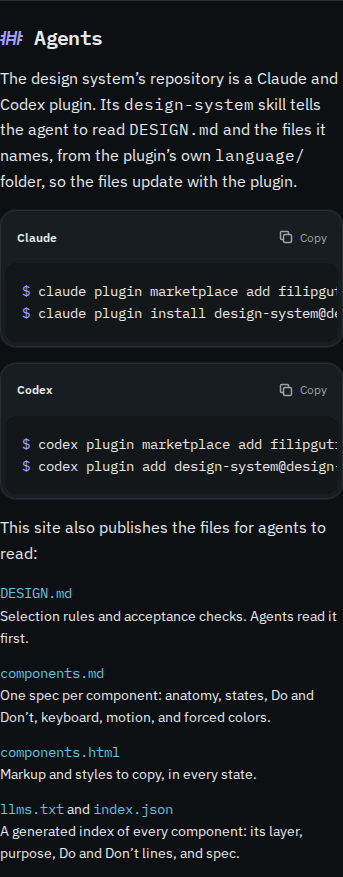 ### Agents
The design system’s repository is a Claude and
Codex plugin. Its design-system skill tells
the agent to read DESIGN.md and the files it
names, from the plugin’s own language/
folder, so the files update with the plugin.
Claude
Copy
$ claude plugin marketplace add filipgut
$ claude plugin install design-system@de
Codex
Copy
$ codex plugin marketplace add filipgut
$ codex plugin add design-system@design-
This site also publishes the files for agents to
read:
DESIGN.md
Selection rules and acceptance checks. Agents read it
first.
components.md
One spec per component: anatomy, states, Do and
Don’t, keyboard, motion, and forced colors.
components.html
Markup and styles to copy, in every state.
llms.txt and index.json
A generated index of every component: its layer,
purpose, Do and Don’t lines, and spec.